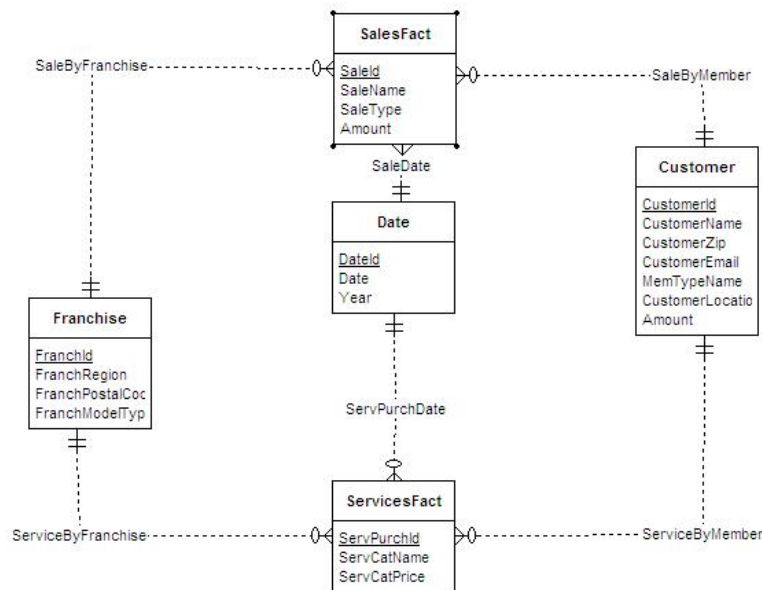 SalesFact
SaleId
SaleName
SaleType
Amount
SaleByFranchise
SaleByMember
SaleDate
Customer
CustomerId
CustomerName
CustomerZip
CustomerEmail
MemTypeName
CustomerLocatio
Amount
Date
DateId
Date
Year
Franchise
FranchId
FranchRegion
FranchPostalCoc
FranchModelTyp
ServPurchDate
ServicesFact
ServPurchId
ServCatName
ServCatPrice
ServiceByFranchise
ServiceByMember